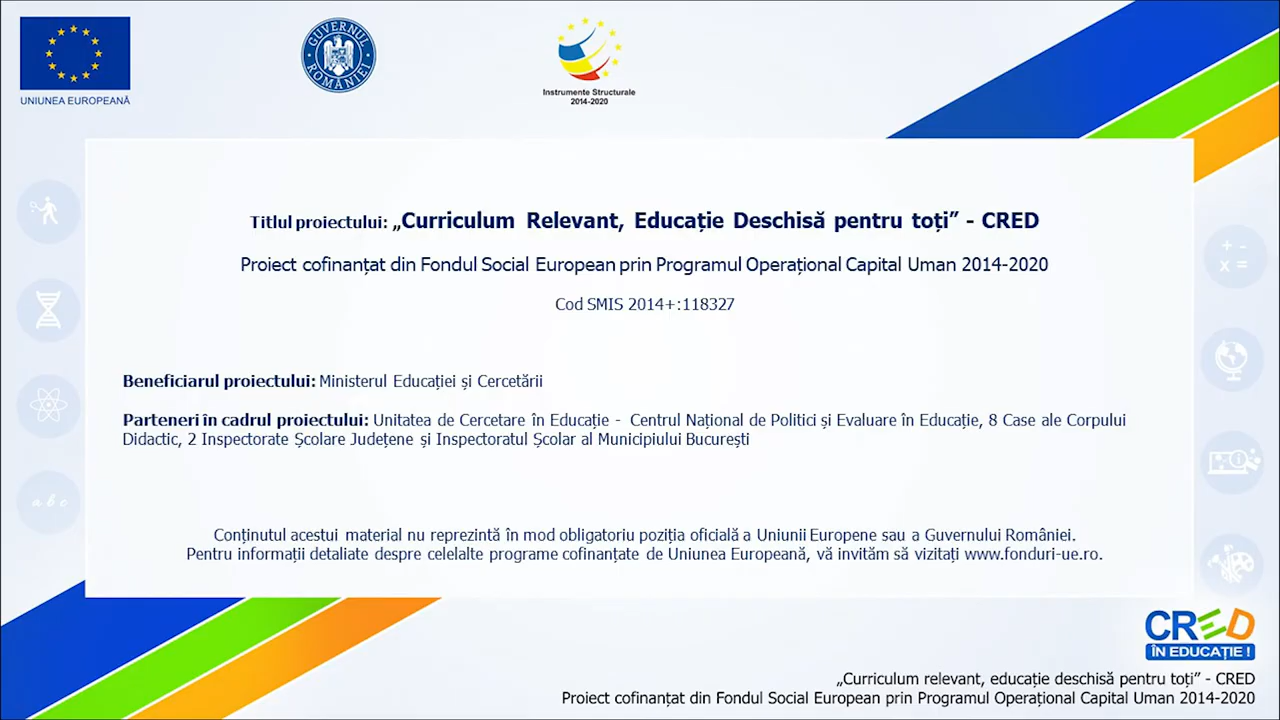 UNIUNEA EUROPEANĂ
GUVERNUL ROMÂNIEI
Instrumente Structurale
2014-2020
Titlul proiectului: „Curriculum Relevant, Educație Deschisă pentru toți” - CRED
Proiect cofinanțat din Fondul Social European prin Programul Operațional Capital Uman 2014-2020
Cod SMIS 2014+:118327
Beneficiarul proiectului: Ministerul Educației și Cercetării
Parteneri în cadrul proiectului: Unitatea de Cercetare în Educație - Centrul Național de Politici și Evaluare în Educație, 8 Case ale Corpului
Didactic, 2 Inspectorate Școlare Județene și Inspectoratul Școlar al Municipiului București
Conținutul acestui material nu reprezintă în mod obligatoriu poziția oficială a Uniunii Europene sau a Guvernului României.
Pentru informații detaliate despre celelalte programe cofinanțate de Uniunea Europeană, vă invităm să vizitați www.fonduri-ue.ro.
+ -
x =
a b c
CRED
ÎN EDUCAȚIE !
„Curriculum relevant, educație deschisă pentru toți” - CRED
Proiect cofinanțat din Fondul Social European prin Programul Operațional Capital Uman 2014-2020